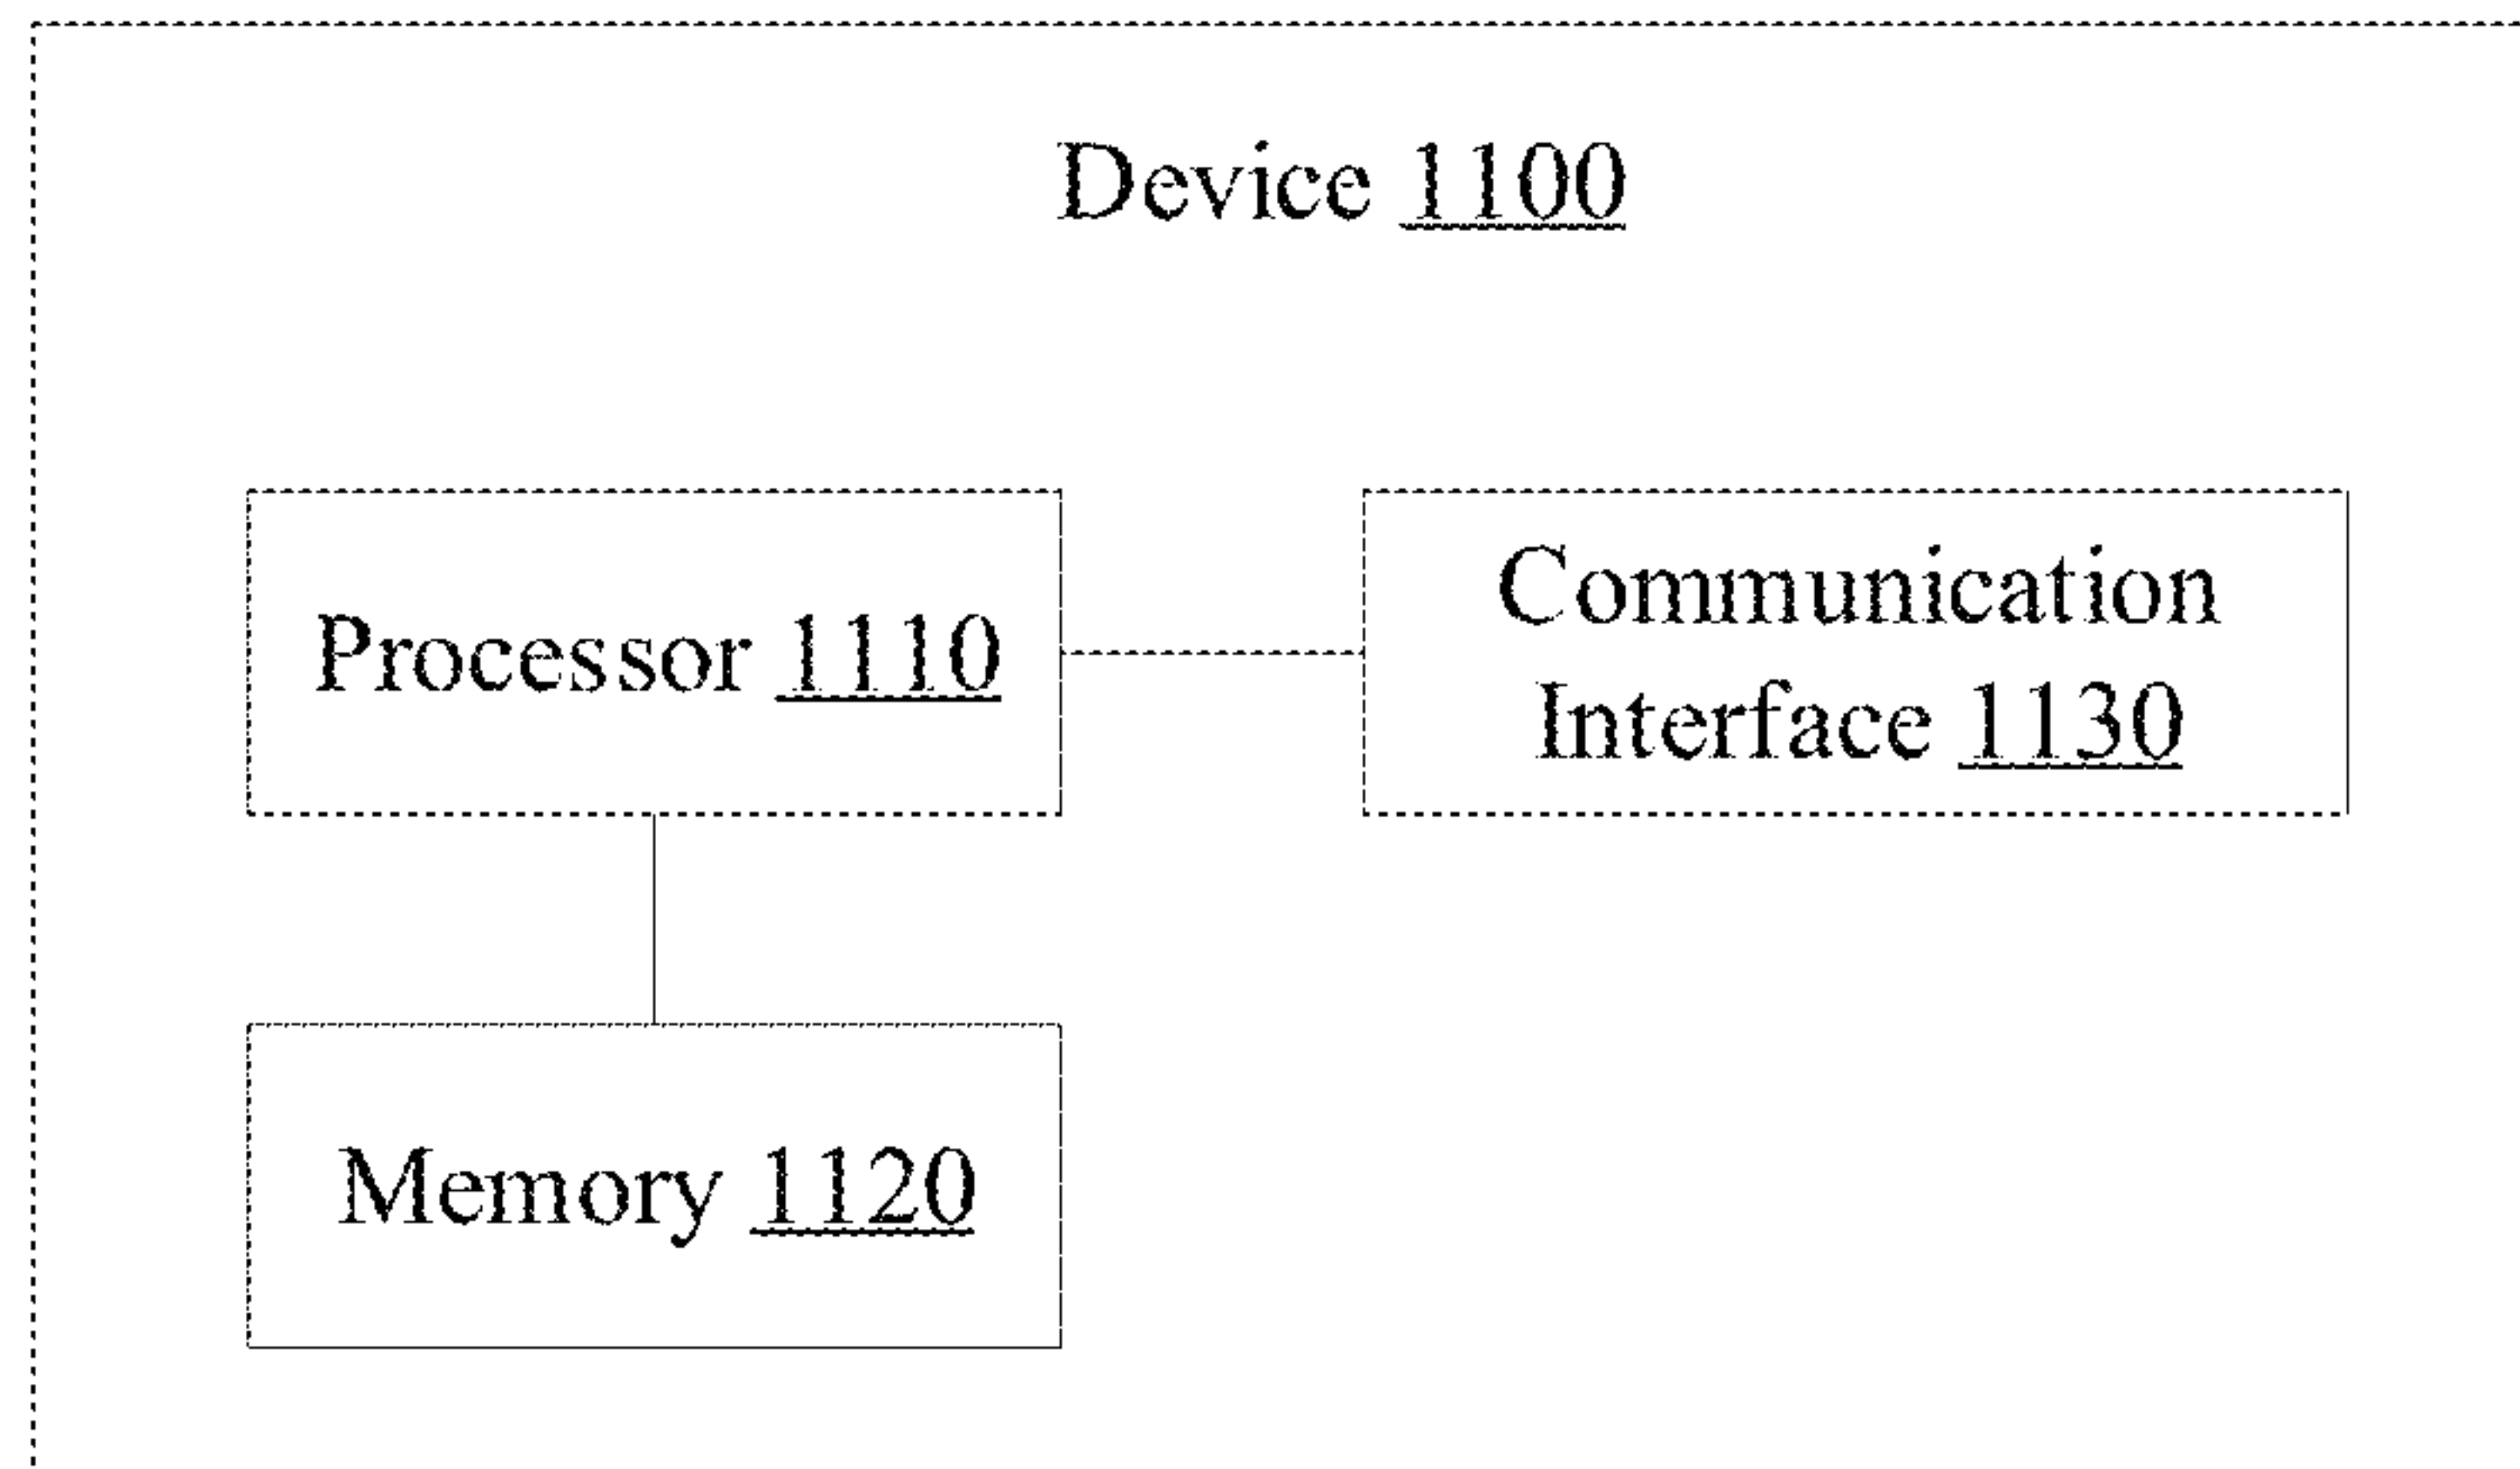 Device 1100
Processor 1110
Communication
Interface 1130
Memory 1120